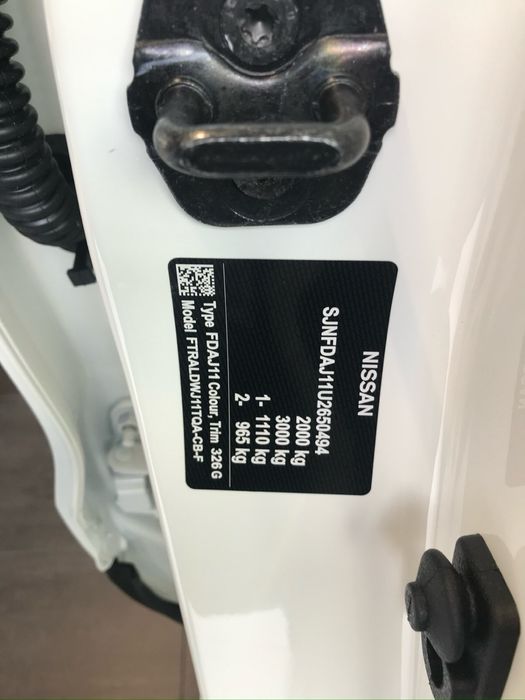 NISSAN
SJNFDAJ11U2650494
2000 kg
3000 kg
1- 1110 kg
2- 965 kg
Type FDAJ11 Colour, Trim 326 G
Model FTRALDWJ11TQA-CB-F